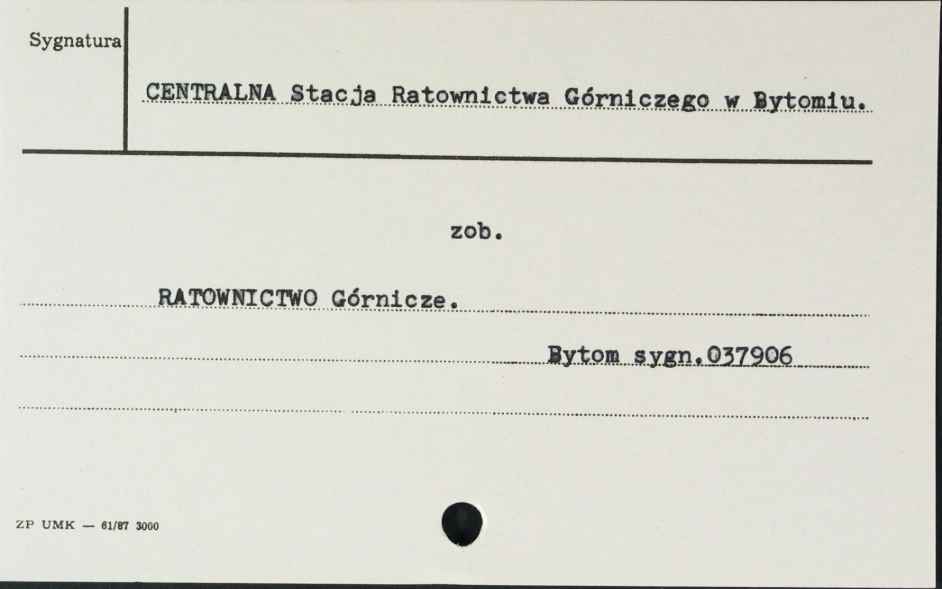 Sygnatura
CENTRALNA Stacja Ratownictwa Górniczego w Bytomiu.
zob.
RATOWNICTWO Górnicze.
Bytom sygn.037906
ZP UMK — 61/87 3000